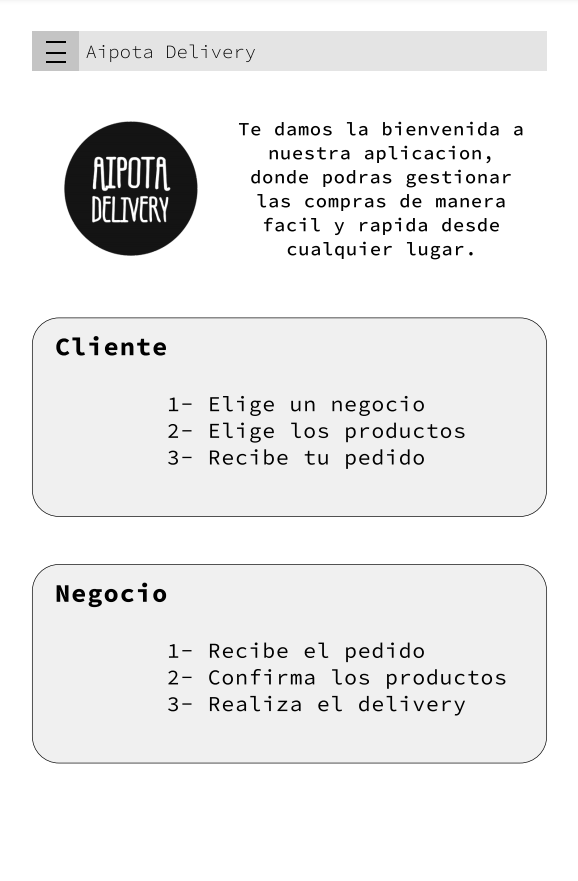 Aipota Delivery
AIPOTA
DELIVERY
Te damos la bienvenida a
nuestra aplicacion,
donde podras gestionar
las compras de manera
facil y rapida desde
cualquier lugar.
Cliente
1- Elige un negocio
2- Elige los productos
3- Recibe tu pedido
Negocio
1- Recibe el pedido
2- Confirma los productos
3- Realiza el delivery